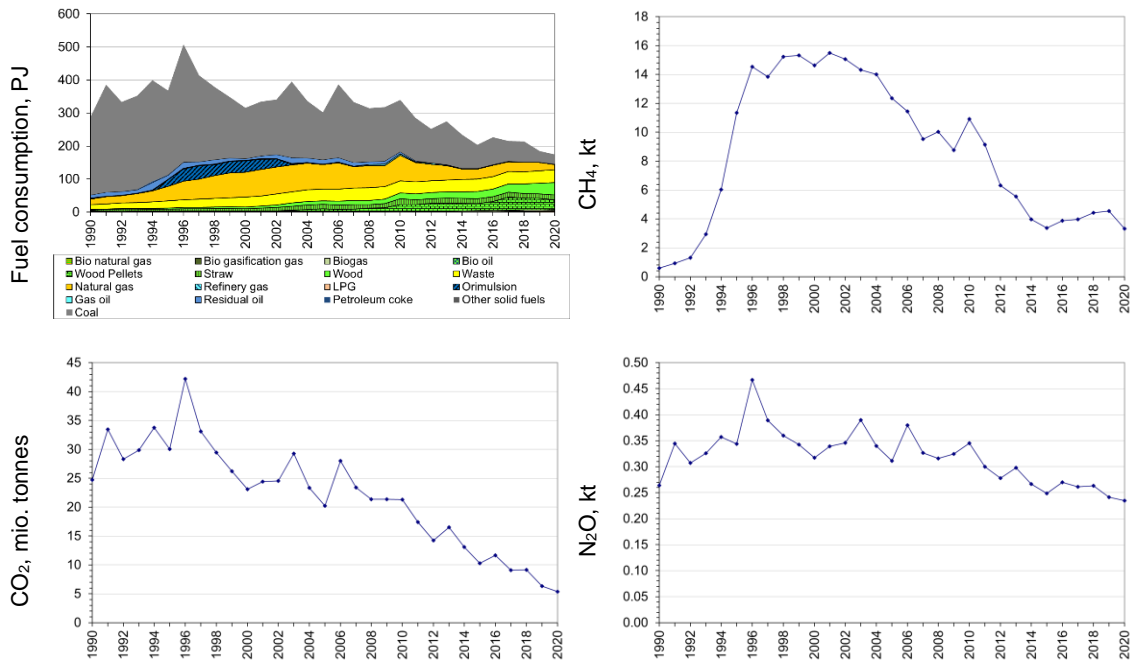 Fuel consumption, PJ
600
500
400
300
200
100
0
1990 1992 1994 1996 1998 2000 2002 2004 2006 2008 2010 2012 2014 2016 2018 2020
Bio natural gas Bio gasification gas Biogas Bio oil
Wood Pellets Straw Wood Waste
Natural gas Refinery gas LPG Orimulsion
Gas oil Residual oil Petroleum coke Other solid fuels
Coal
CH₄, kt
18
16
14
12
10
8
6
4
2
0
1990 1992 1994 1996 1998 2000 2002 2004 2006 2008 2010 2012 2014 2016 2018 2020
CO₂, mio. tonnes
45
40
35
30
25
20
15
10
5
0
1990 1992 1994 1996 1998 2000 2002 2004 2006 2008 2010 2012 2014 2016 2018 2020
N₂O, kt
0.50
0.45
0.40
0.35
0.30
0.25
0.20
0.15
0.10
0.05
0.00
1990 1992 1994 1996 1998 2000 2002 2004 2006 2008 2010 2012 2014 2016 2018 2020